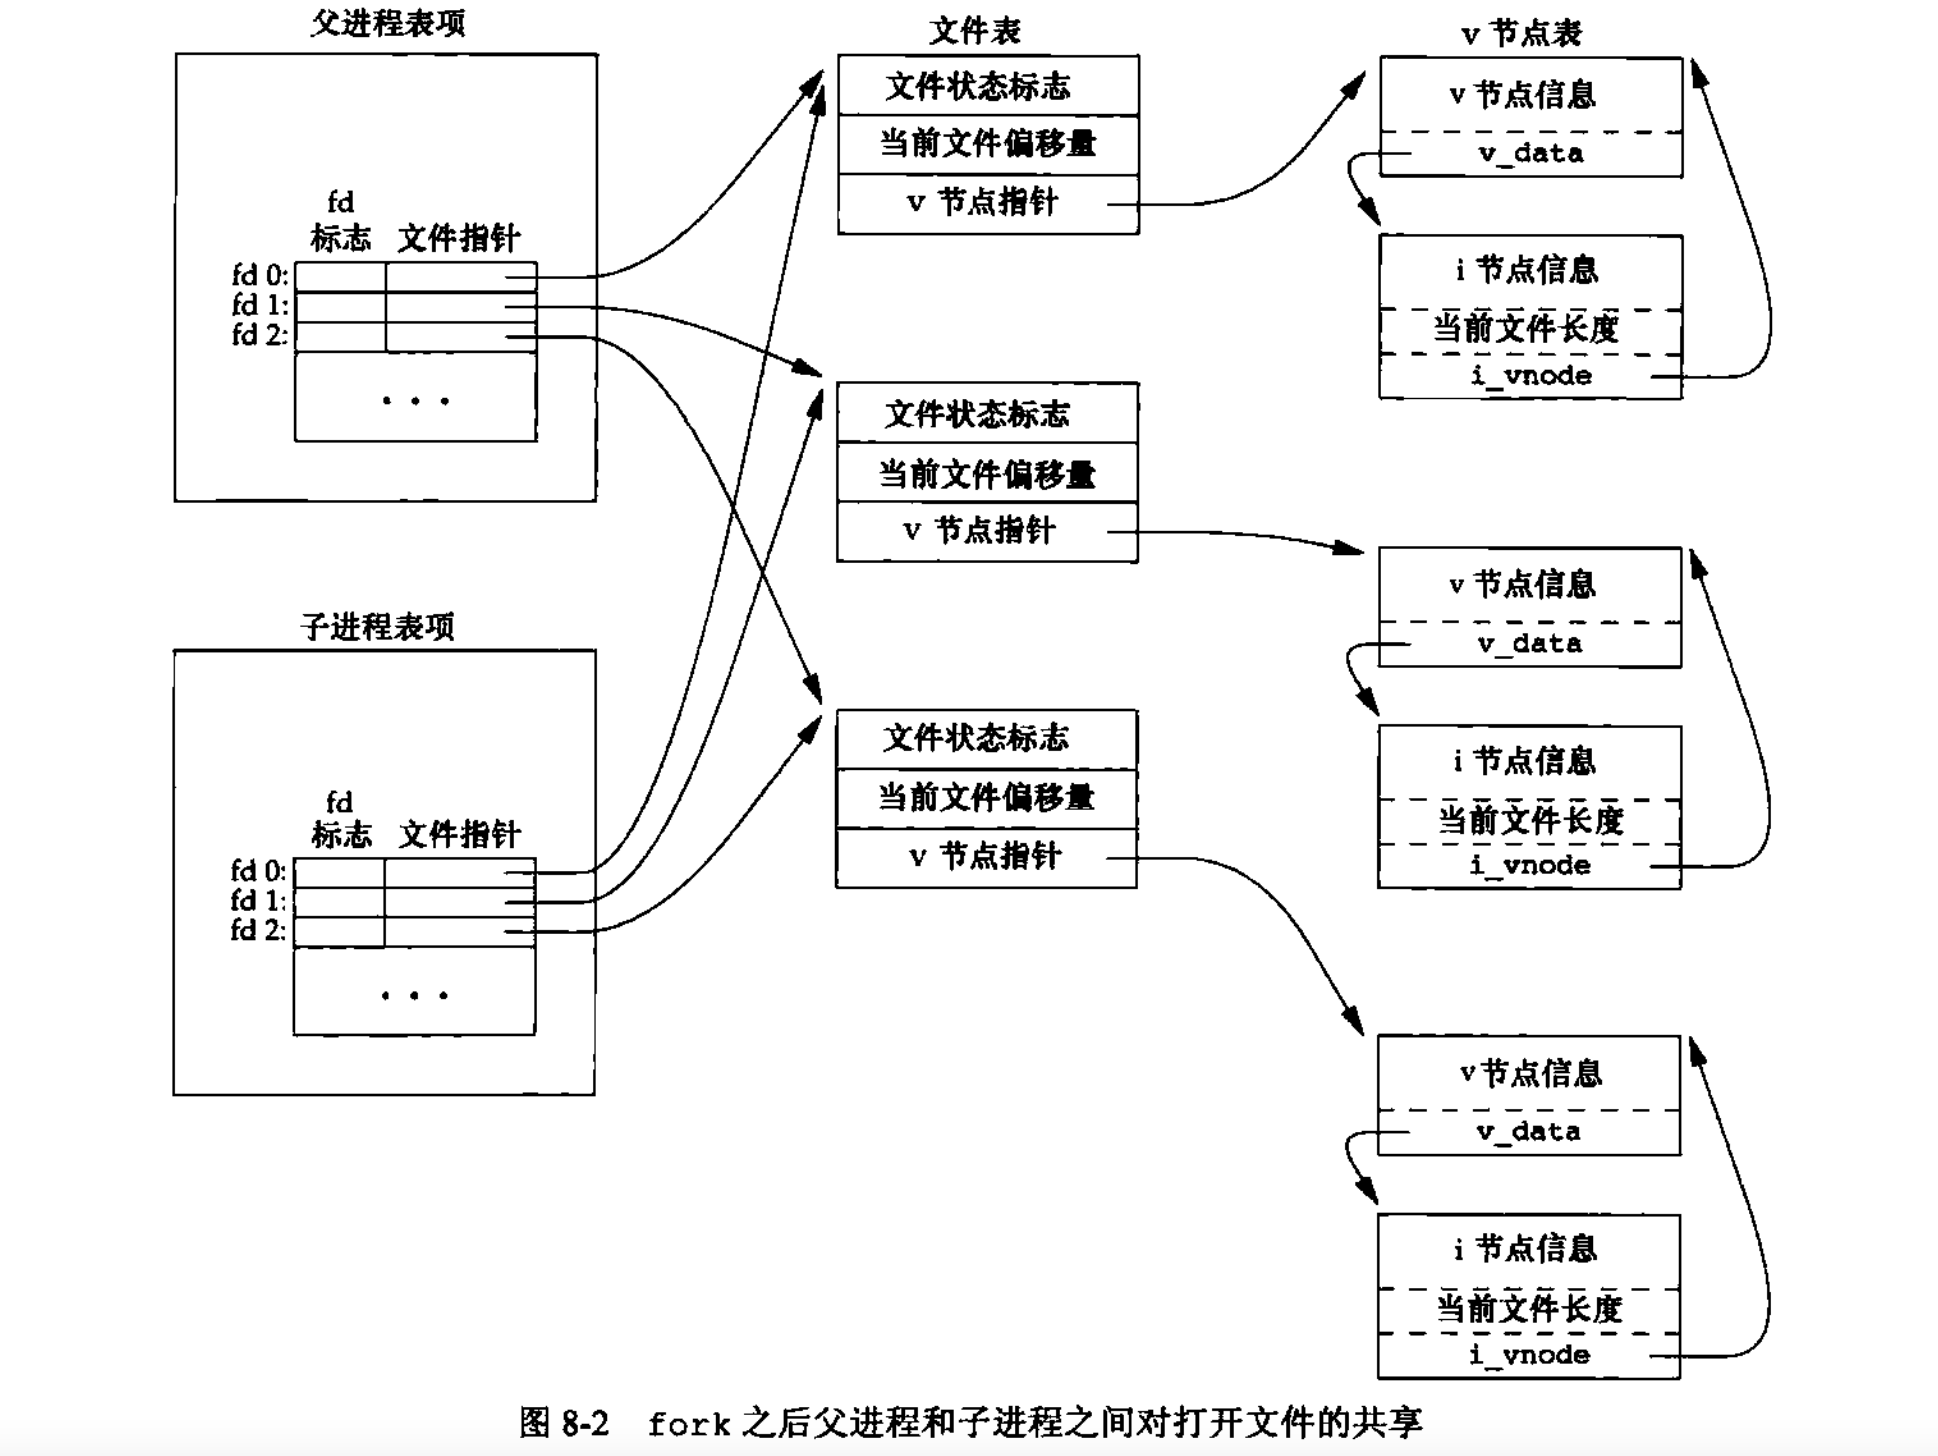 父进程表项
fd
标志 文件指针
fd 0:
fd 1:
fd 2:
...
子进程表项
fd
标志 文件指针
fd 0:
fd 1:
fd 2:
...
文件表
文件状态标志
当前文件偏移量
v 节点指针
文件状态标志
当前文件偏移量
v 节点指针
文件状态标志
当前文件偏移量
v 节点指针
v 节点表
v 节点信息
v_data
i 节点信息
当前文件长度
i_vnode
v 节点信息
v_data
i 节点信息
当前文件长度
i_vnode
v 节点信息
v_data
i 节点信息
当前文件长度
i_vnode
图 8-2 fork 之后父进程和子进程之间对打开文件的共享